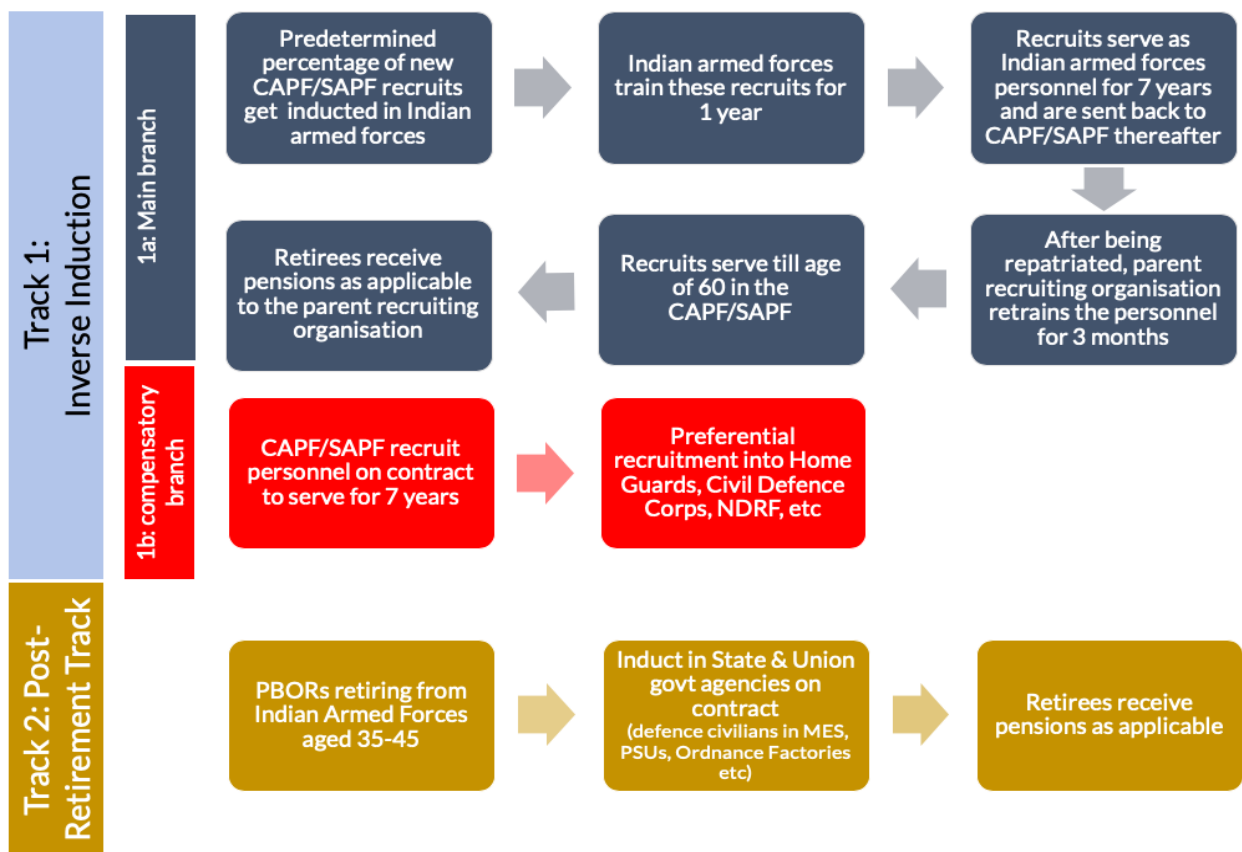 Track 1:
Inverse Induction
1a: Main branch
Predetermined
percentage of new
CAPF/SAPF recruits
get inducted in Indian
armed forces
Indian armed forces
train these recruits for
1 year
Recruits serve as
Indian armed forces
personnel for 7 years
and are sent back to
CAPF/SAPF thereafter
After being
repatriated, parent
recruiting organisation
retrains the personnel
for 3 months
Recruits serve till age
of 60 in the
CAPF/SAPF
Retirees receive
pensions as applicable
to the parent recruiting
organisation
1b: compensatory
branch
CAPF/SAPF recruit
personnel on contract
to serve for 7 years
Preferential
recruitment into Home
Guards, Civil Defence
Corps, NDRF, etc
Track 2: Post-
Retirement Track
PBORs retiring from
Indian Armed Forces
aged 35-45
Induct in State & Union
govt agencies on
contract
(defence civilians in MES,
PSUs, Ordnance Factories
etc)
Retirees receive
pensions as applicable